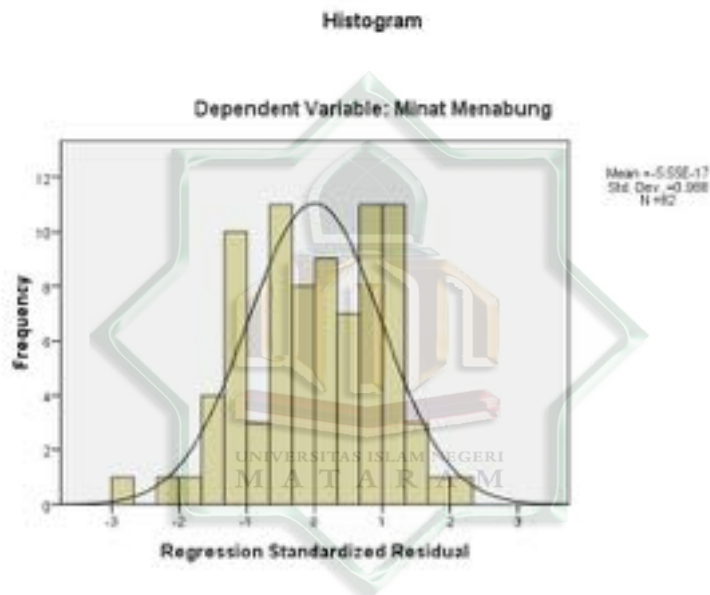 Histogram
Dependent Variable: Minat Menabung
Mean =-5.55E-17
Std. Dev. =0.988
N =82
Frequency
12
10
8
6
4
2
0
-3 -2 -1 0 1 2 3
Regression Standardized Residual
UNIVERSITAS ISLAM NEGERI
MATARAM